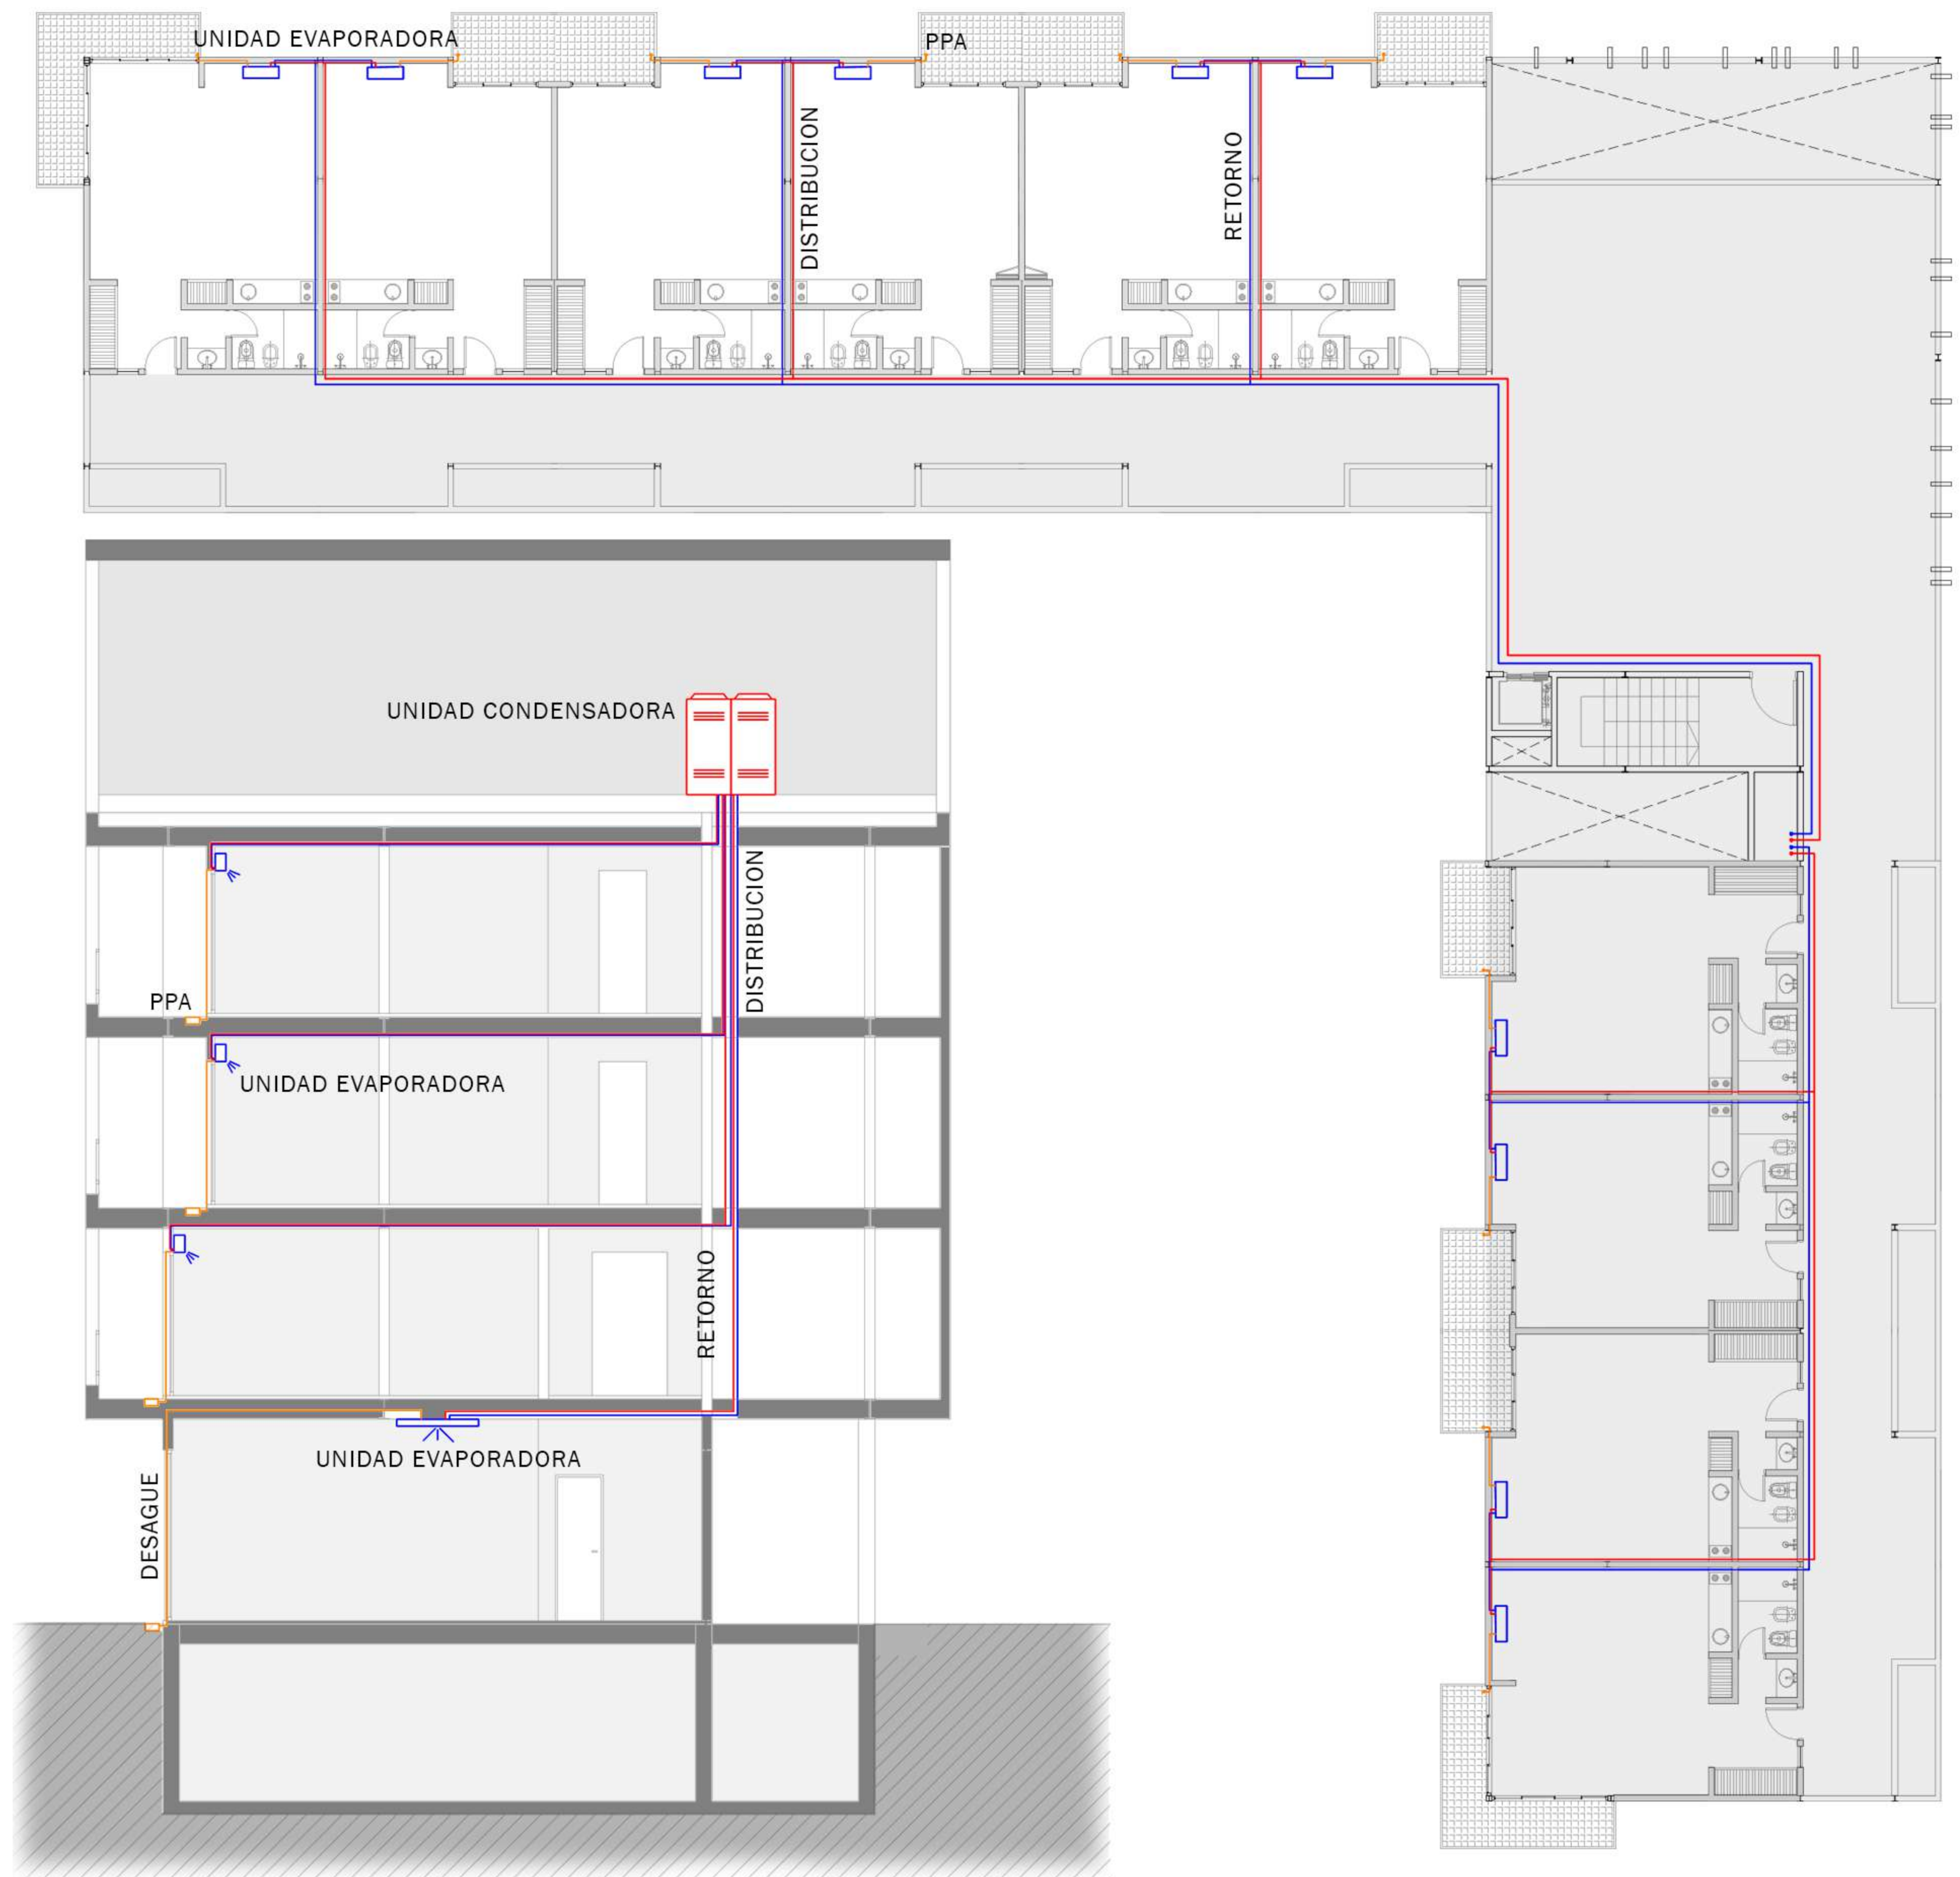 UNIDAD EVAPORADORA
PPA
DISTRIBUCION
RETORNO
UNIDAD CONDENSADORA
DISTRIBUCION
PPA
UNIDAD EVAPORADORA
RETORNO
UNIDAD EVAPORADORA
DESAGUE